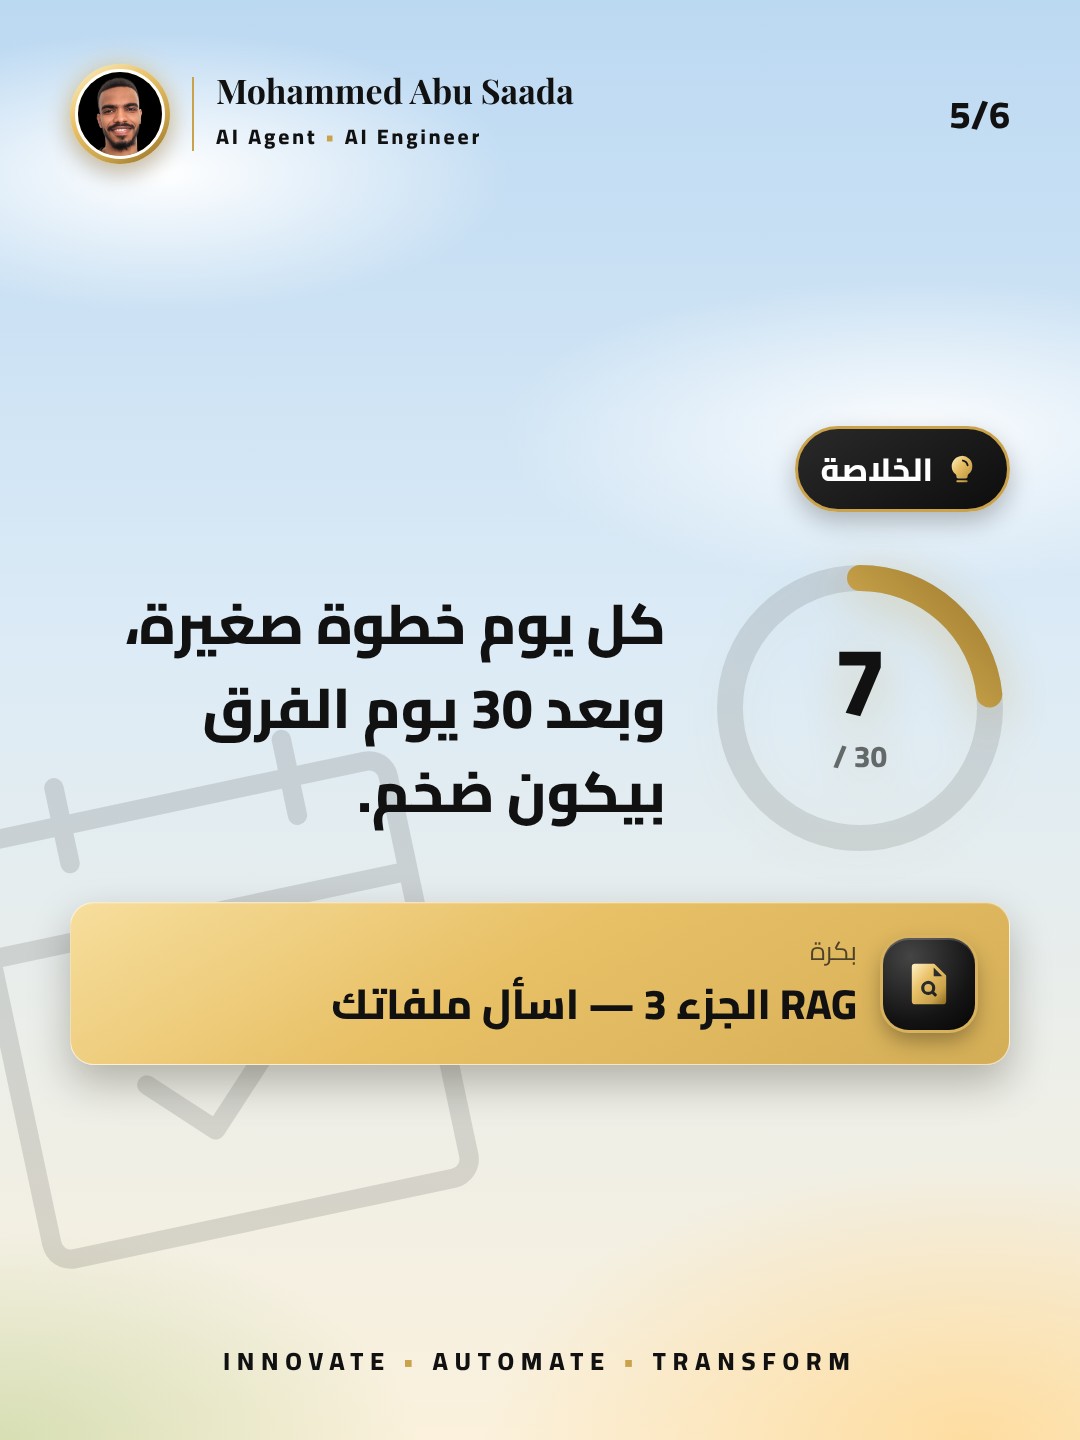 Mohammed Abu Saada
AI Agent ▪ AI Engineer
5/6
الخلاصة
7
/ 30
كل يوم خطوة صغيرة،
وبعد 30 يوم الفرق
بيكون ضخم.
بكرة
RAG الجزء 3 — اسأل ملفاتك
INNOVATE ▪ AUTOMATE ▪ TRANSFORM